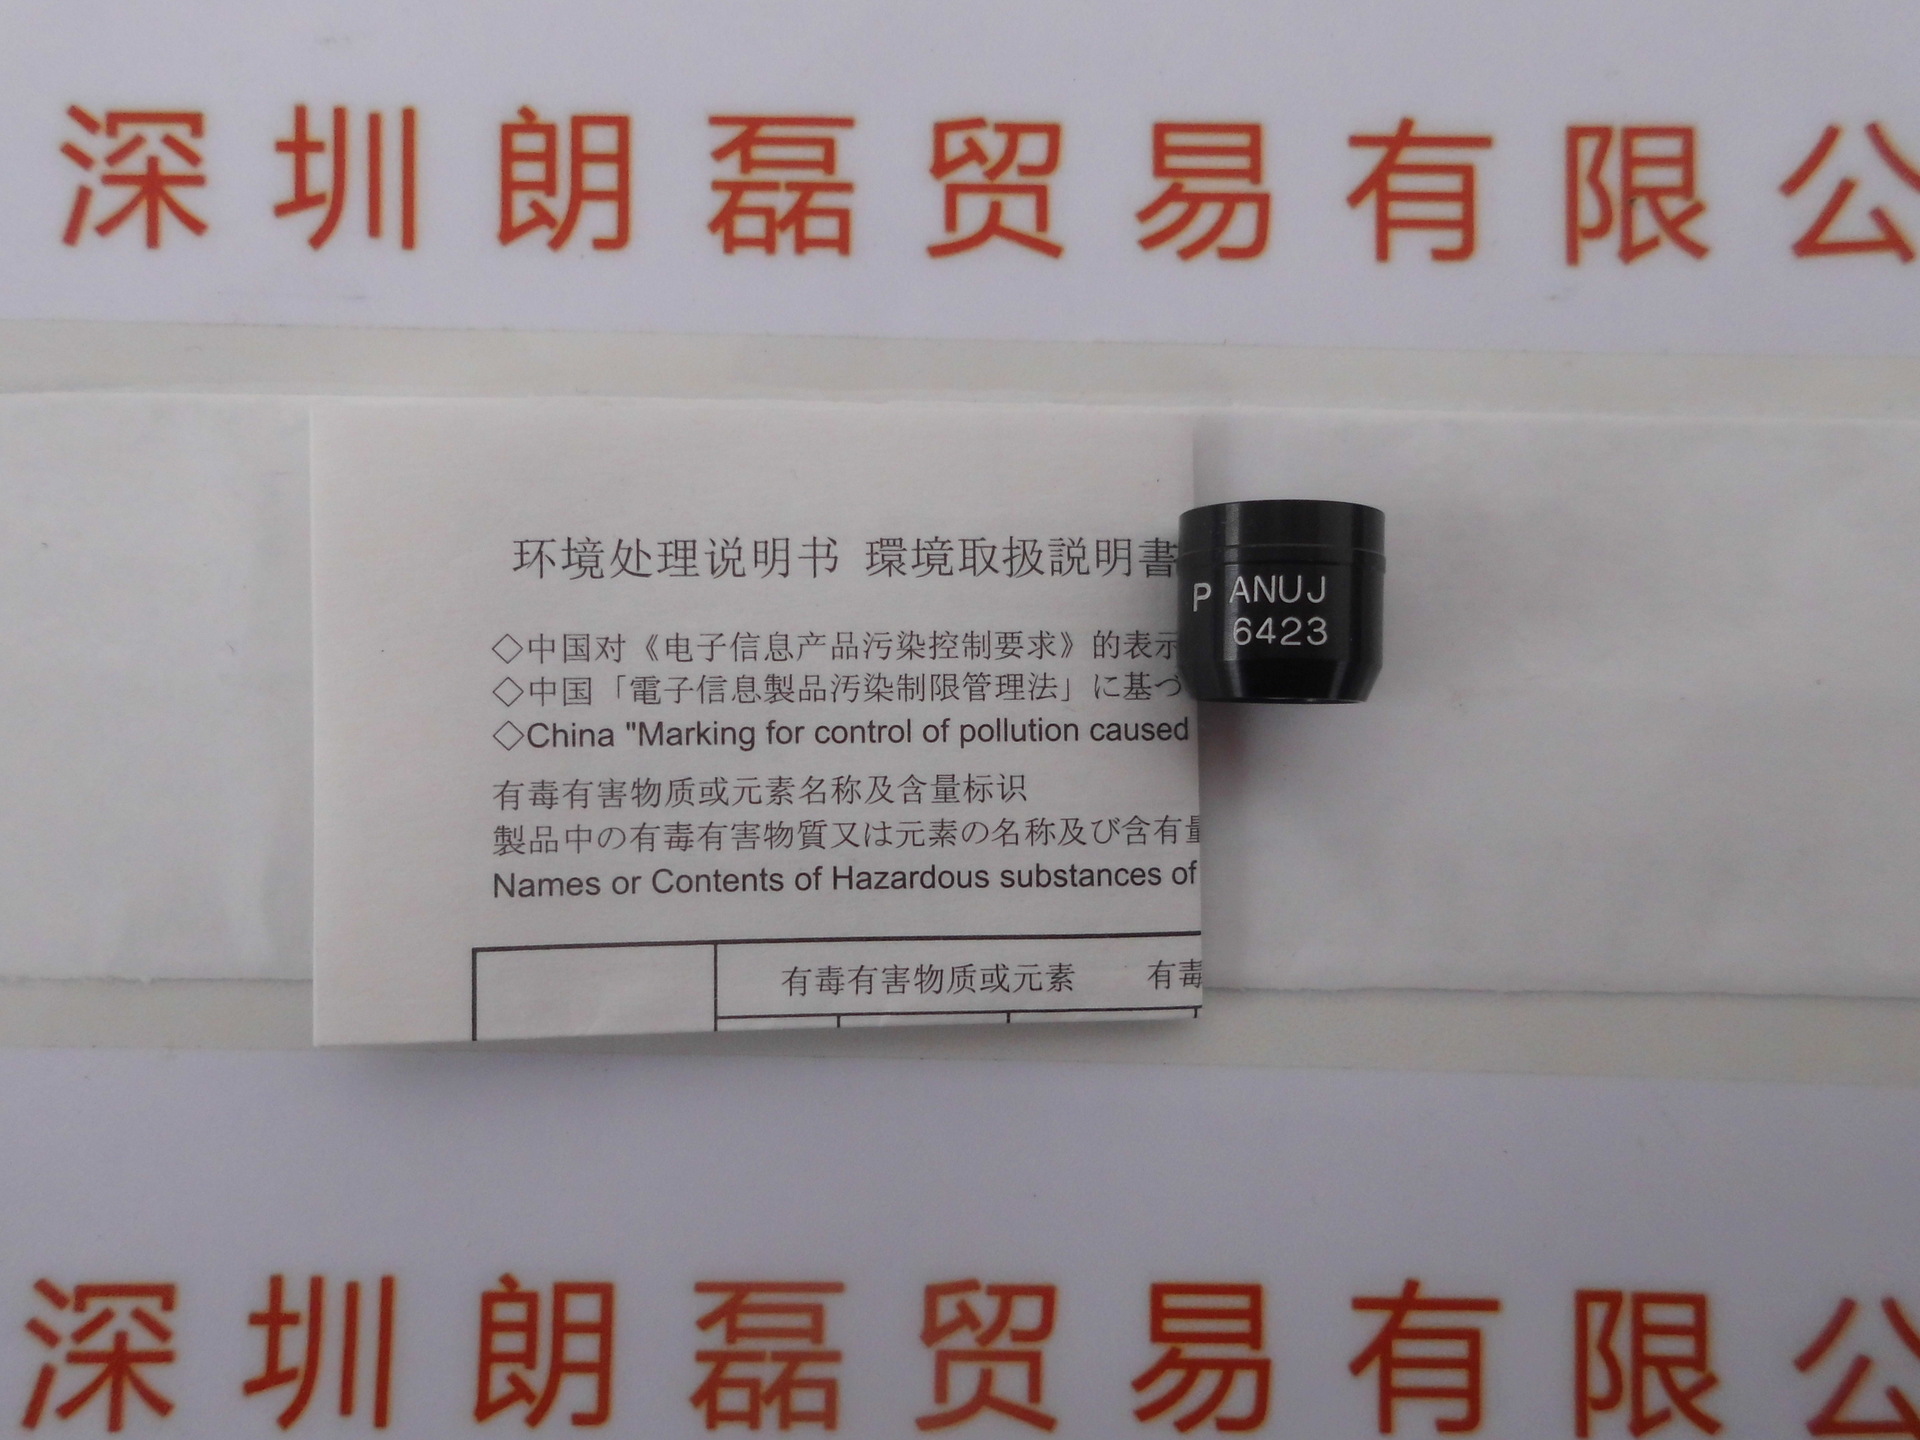 深圳朗磊贸易有限公
环境处理说明书 環境取扱説明書
◇中国对《电子信息产品污染控制要求》的表示
◇中国「電子信息製品汚染制限管理法」に基づ
◇China "Marking for control of pollution caused
有毒有害物质或元素名称及含量标识
製品中の有毒有害物質又は元素の名称及び含有量
Names or Contents of Hazardous substances of
有毒有害物质或元素 有毒
P ANUJ
6423
深圳朗磊贸易有限公